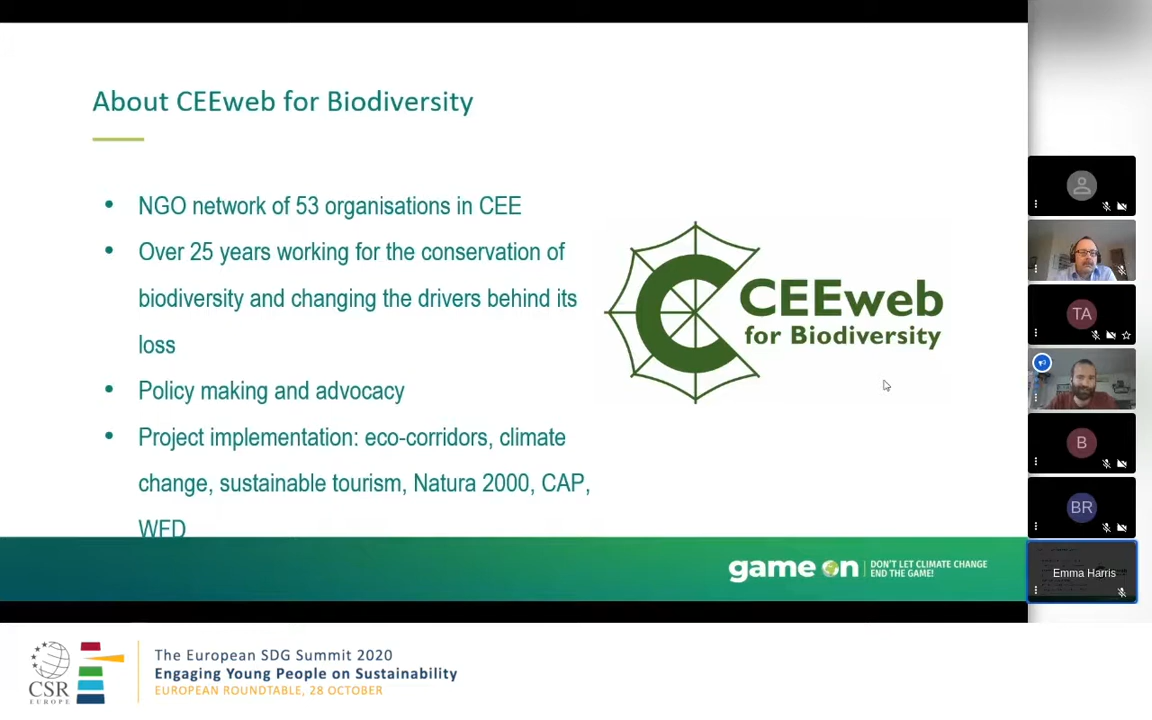 About CEEweb for Biodiversity
• NGO network of 53 organisations in CEE
• Over 25 years working for the conservation of
biodiversity and changing the drivers behind its
loss
• Policy making and advocacy
• Project implementation: eco-corridors, climate
change, sustainable tourism, Natura 2000, CAP,
WFD
CEEweb
for Biodiversity
game on
DON'T LET CLIMATE CHANGE
END THE GAME!
TA
B
BR
Emma Harris
CSR
EUROPE
The European SDG Summit 2020
Engaging Young People on Sustainability
EUROPEAN ROUNDTABLE, 28 OCTOBER